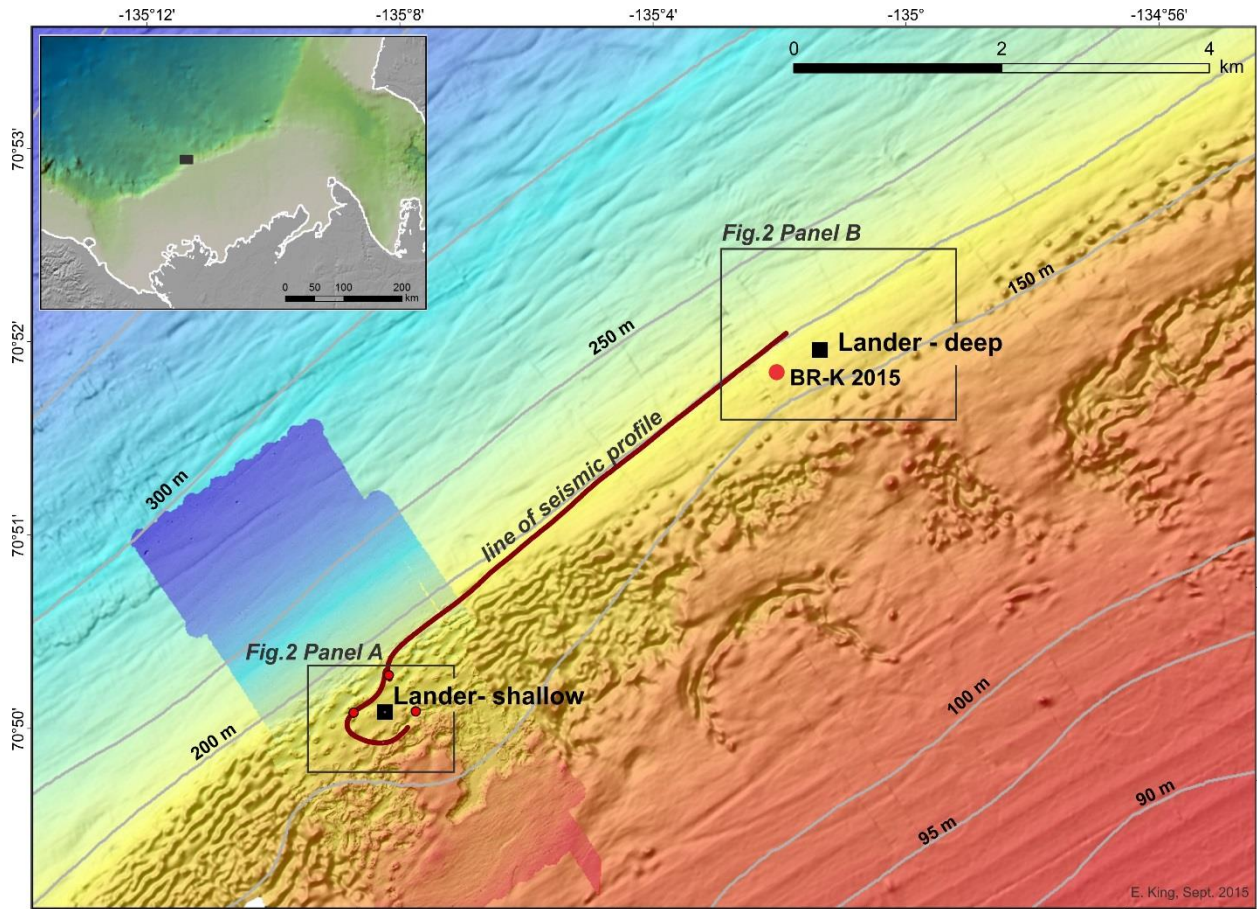 -135°12'
-135°8'
-135°4'
-135°
-134°56'
0 2 4
km
70°53'
0 50 100 200
km
Fig.2 Panel B
150 m
250 m
70°52'
Lander - deep
BR-K 2015
line of seismic profile
300 m
70°51'
Fig.2 Panel A
Lander- shallow
100 m
70°50'
200 m
90 m
95 m
E. King, Sept. 2015